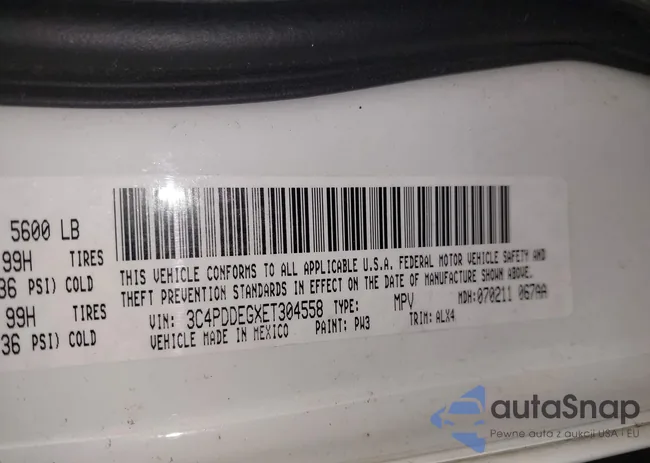 5600 LB
99H TIRES
36 PSI) COLD
99H TIRES
36 PSI) COLD
THIS VEHICLE CONFORMS TO ALL APPLICABLE U.S.A. FEDERAL MOTOR VEHICLE SAFETY AND
THEFT PREVENTION STANDARDS IN EFFECT ON THE DATE OF MANUFACTURE SHOWN ABOVE.
VIN: 3C4PDDEGXET304558 TYPE: MPV MDH: 070211 067AA
VEHICLE MADE IN MEXICO PAINT: PW3 TRIM: ALX4
autaSnap
Pewne auta z aukcji USA i EU